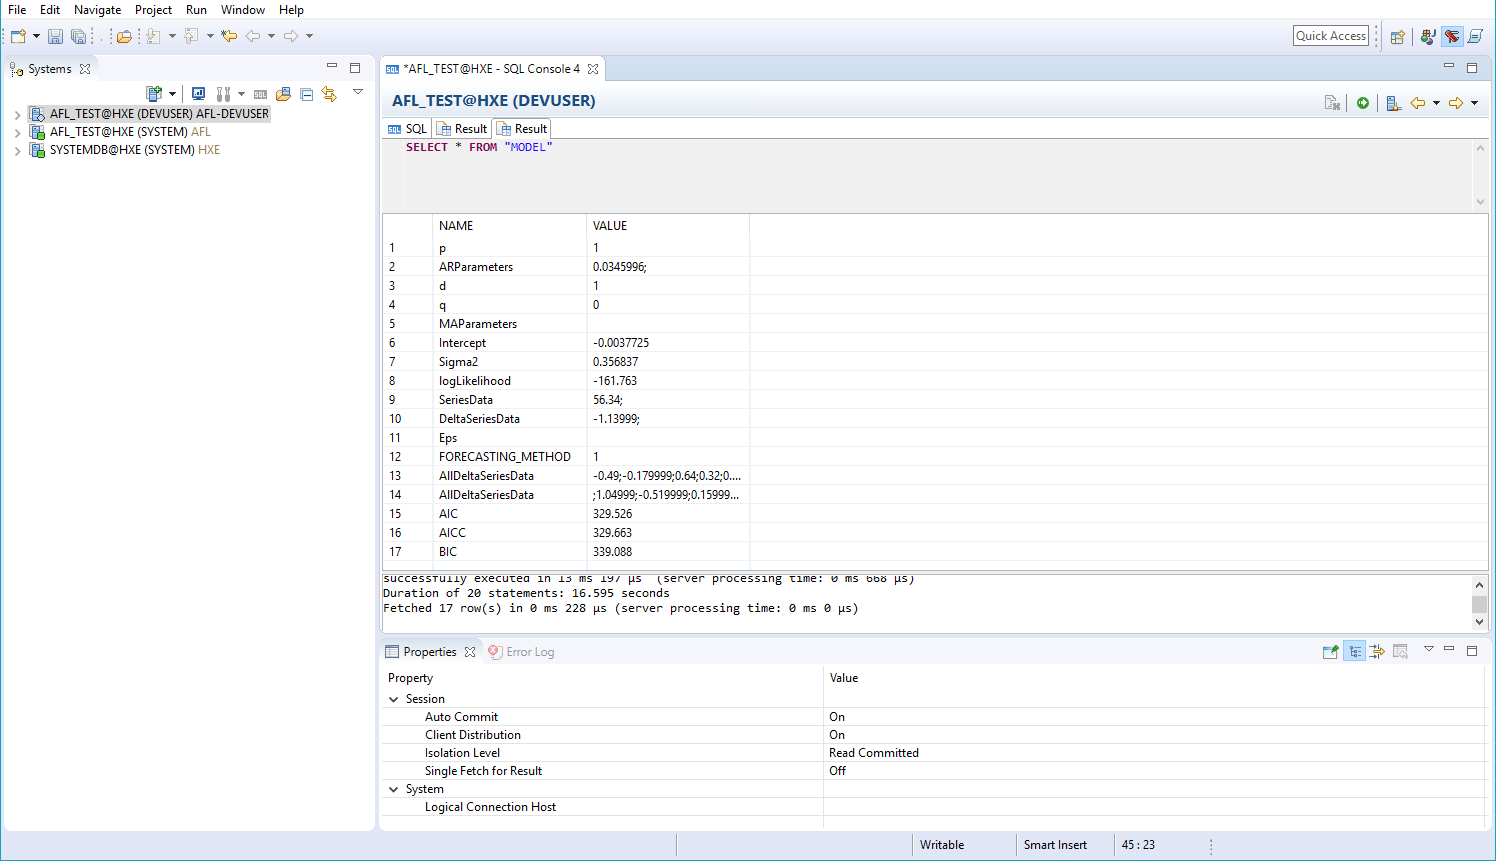 File Edit Navigate Project Run Window Help
Quick Access
Systems
AFL_TEST@HXE (DEVUSER) AFL-DEVUSER
AFL_TEST@HXE (SYSTEM) AFL
SYSTEMDB@HXE (SYSTEM) HXE
SQL *AFL_TEST@HXE - SQL Console 4
AFL_TEST@HXE (DEVUSER)
SQL SQL Result Result
SELECT * FROM "MODEL"
NAME VALUE
1 p 1
2 ARParameters 0.0345996;
3 d 1
4 q 0
5 MAParameters
6 Intercept -0.0037725
7 Sigma2 0.356837
8 logLikelihood -161.763
9 SeriesData 56.34;
10 DeltaSeriesData -1.13999;
11 Eps
12 FORECASTING_METHOD 1
13 AllDeltaSeriesData -0.49;-0.179999;0.64;0.32;0....
14 AllDeltaSeriesData ;1.04999;-0.519999;0.15999...
15 AIC 329.526
16 AICC 329.663
17 BIC 339.088
successfully executed in 13 ms 197 µs (server processing time: 0 ms 668 µs)
Duration of 20 statements: 16.595 seconds
Fetched 17 row(s) in 0 ms 228 µs (server processing time: 0 ms 0 µs)
Properties Error Log
Property Value
Session
Auto Commit On
Client Distribution On
Isolation Level Read Committed
Single Fetch for Result Off
System
Logical Connection Host
Writable Smart Insert 45 : 23